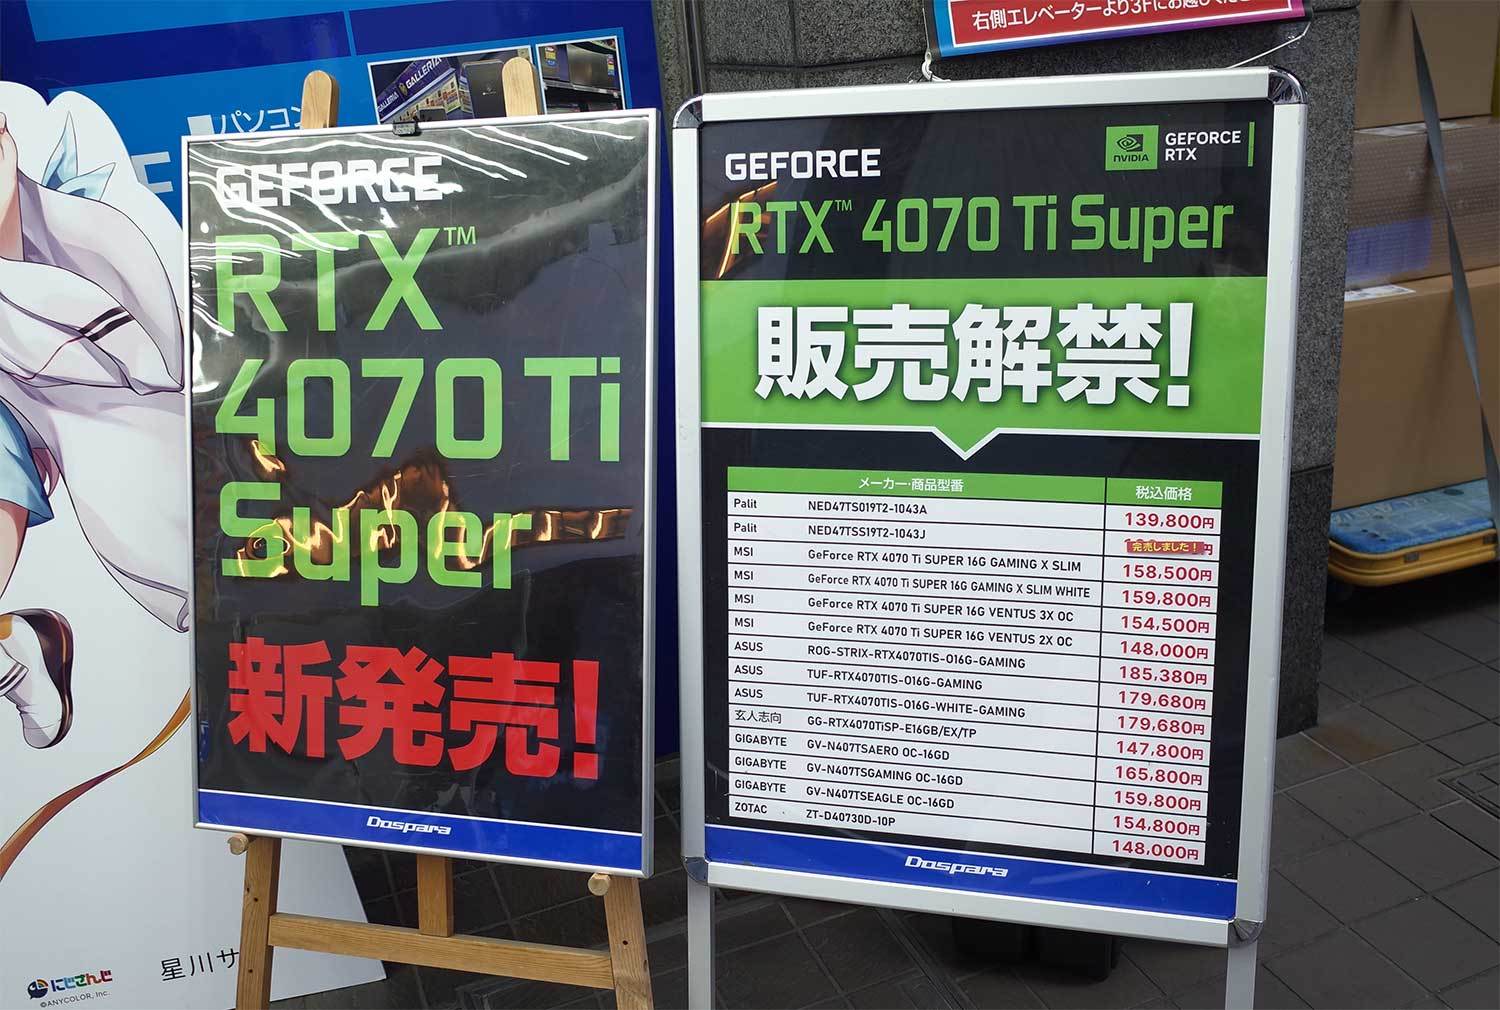 右側エレベーターより3Fにお越しくださ
GALLERIA
GALLERIA
パソコン
GEFORCE
RTX™
4070 Ti
Super
新発売!
Dospara
にじさんじ
©ANYCOLOR, Inc.
星川サ
GEFORCE
NVIDIA
GEFORCE
RTX
RTX™ 4070 Ti Super
販売解禁!
メーカー・商品型番 税込価格
Palit NED47TS019T2-1043A 139,800円
Palit NED47TSS19T2-1043J 完売しました!円
MSI GeForce RTX 4070 Ti SUPER 16G GAMING X SLIM 158,500円
MSI GeForce RTX 4070 Ti SUPER 16G GAMING X SLIM WHITE 159,800円
MSI GeForce RTX 4070 Ti SUPER 16G VENTUS 3X OC 154,500円
MSI GeForce RTX 4070 Ti SUPER 16G VENTUS 2X OC 148,000円
ASUS ROG-STRIX-RTX4070TIS-O16G-GAMING 185,380円
ASUS TUF-RTX4070TIS-O16G-GAMING 179,680円
ASUS TUF-RTX4070TIS-O16G-WHITE-GAMING 179,680円
玄人志向 GG-RTX4070TiSP-E16GB/EX/TP 147,800円
GIGABYTE GV-N407TSAERO OC-16GD 165,800円
GIGABYTE GV-N407TSGAMING OC-16GD 159,800円
GIGABYTE GV-N407TSEAGLE OC-16GD 154,800円
ZOTAC ZT-D40730D-10P 148,000円
Dospara